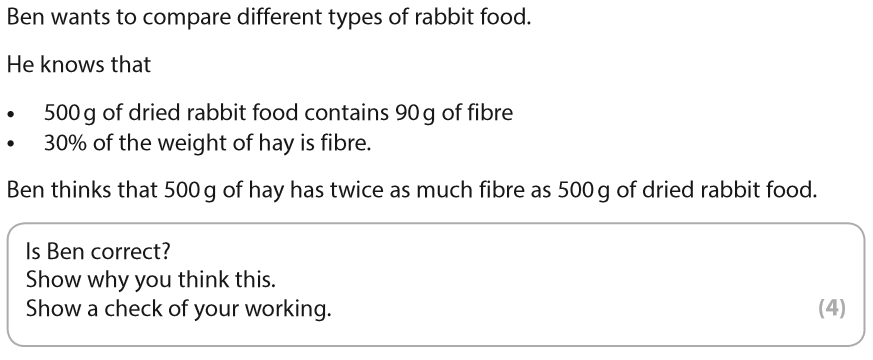 Ben wants to compare different types of rabbit food.
He knows that
• 500 g of dried rabbit food contains 90 g of fibre
• 30% of the weight of hay is fibre.
Ben thinks that 500 g of hay has twice as much fibre as 500 g of dried rabbit food.
Is Ben correct?
Show why you think this.
Show a check of your working. (4)